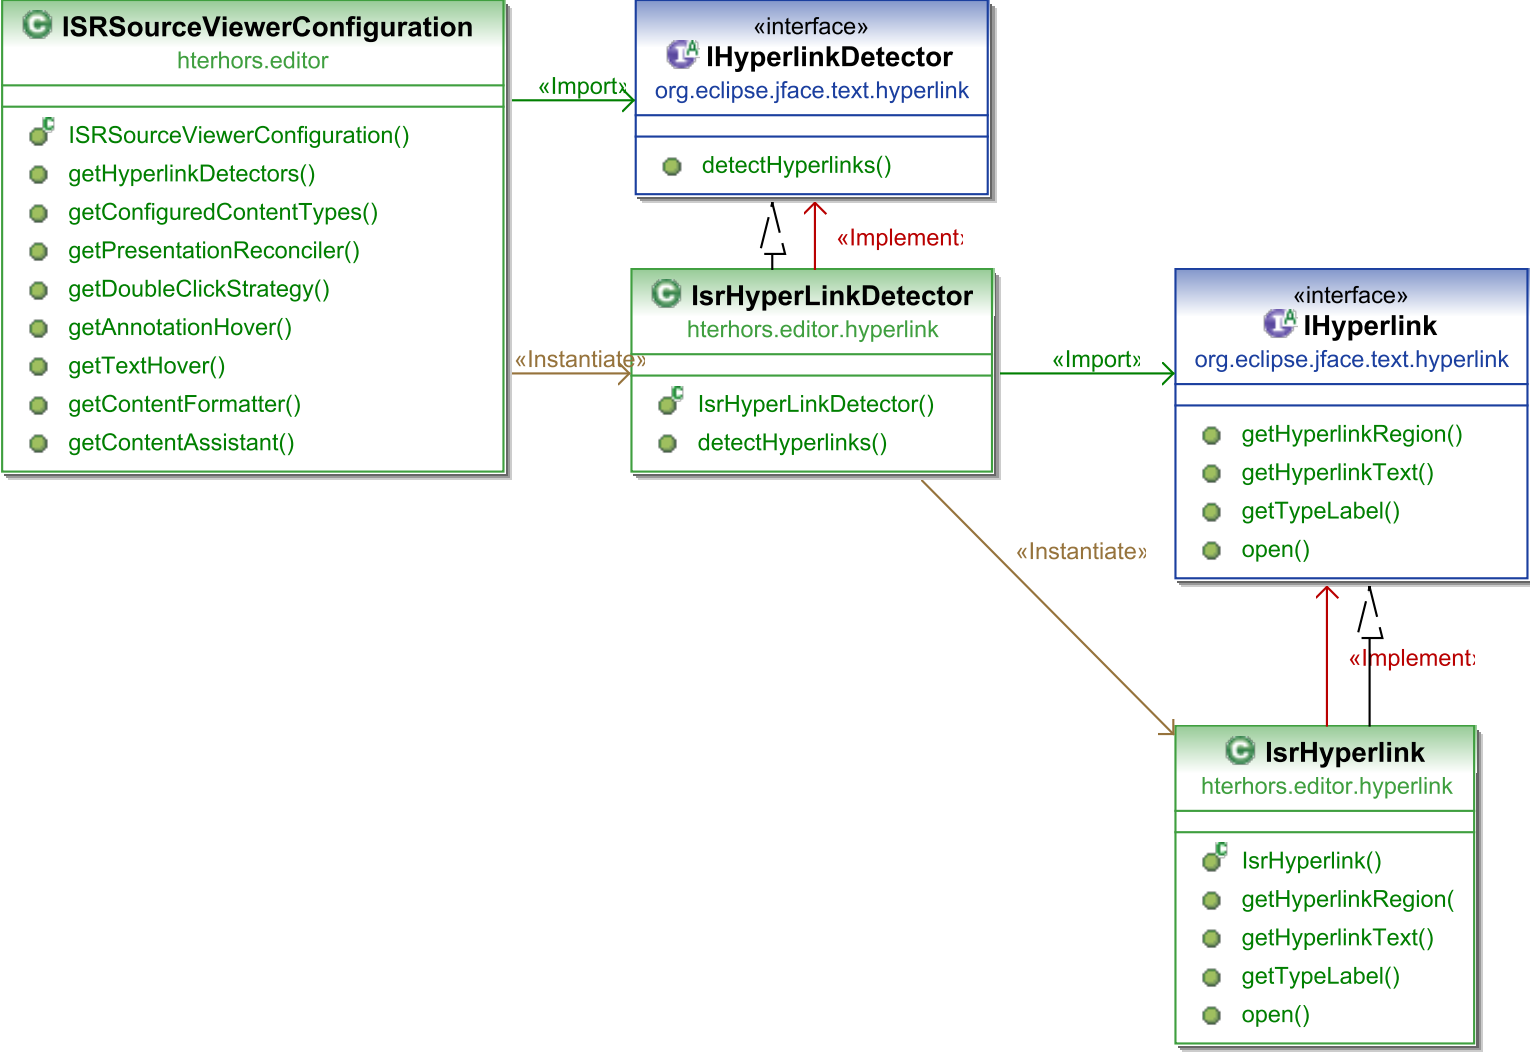 ISRSourceViewerConfiguration
hterhors.editor
ISRSourceViewerConfiguration()
getHyperlinkDetectors()
getConfiguredContentTypes()
getPresentationReconciler()
getDoubleClickStrategy()
getAnnotationHover()
getTextHover()
getContentFormatter()
getContentAssistant()
«Import»
«interface»
IHyperlinkDetector
org.eclipse.jface.text.hyperlink
detectHyperlinks()
«Implement»
«Instantiate»
IsrHyperLinkDetector
hterhors.editor.hyperlink
IsrHyperLinkDetector()
detectHyperlinks()
«Import»
«interface»
IHyperlink
org.eclipse.jface.text.hyperlink
getHyperlinkRegion()
getHyperlinkText()
getTypeLabel()
open()
«Instantiate»
«Implement»
IsrHyperlink
hterhors.editor.hyperlink
IsrHyperlink()
getHyperlinkRegion(
getHyperlinkText()
getTypeLabel()
open()